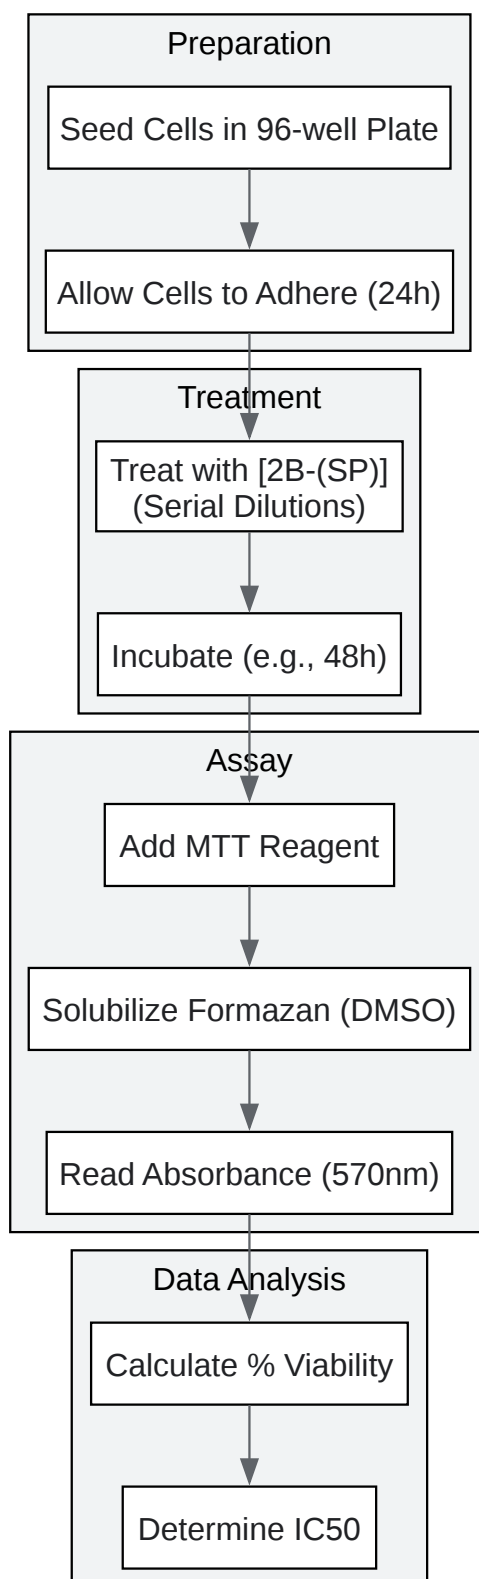 Preparation
Seed Cells in 96-well Plate
Allow Cells to Adhere (24h)
Treatment
Treat with [2B-(SP)]
(Serial Dilutions)
Incubate (e.g., 48h)
Assay
Add MTT Reagent
Solubilize Formazan (DMSO)
Read Absorbance (570nm)
Data Analysis
Calculate % Viability
Determine IC50